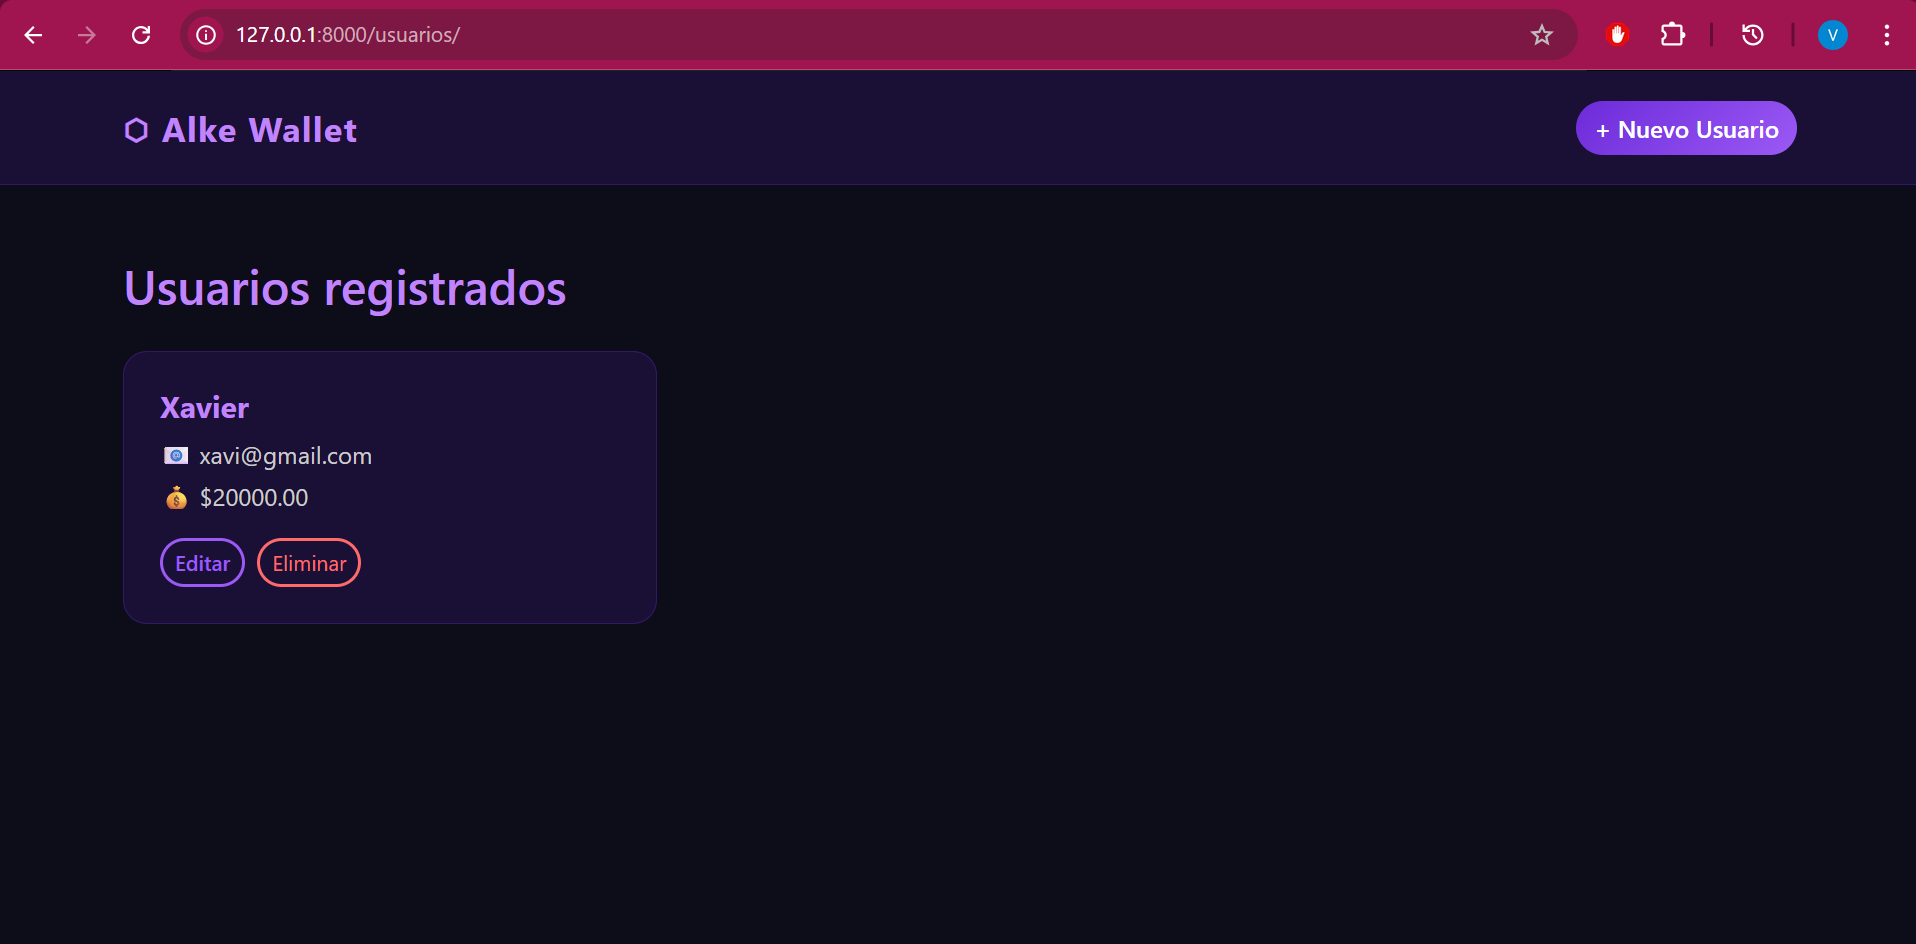 127.0.0.1:8000/usuarios/
V
Alke Wallet
+ Nuevo Usuario
Usuarios registrados
Xavier
xavi@gmail.com
$20000.00
Editar
Eliminar